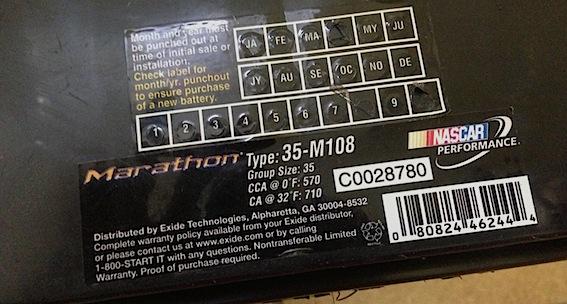 Month and year must
be punched out at
time of initial sale or
installation.
Check label for
month/yr. punchout
to ensure purchase
of a new battery.
JA FE MA MY JU
JY AU SE OC NO DE
1 2 3 4 5 6 7 9
Marathon
Type: 35-M108
Group Size: 35
CCA @ 0°F: 570
CA @ 32°F: 710
C0028780
NASCAR
PERFORMANCE.
Distributed by Exide Technologies, Alpharetta, GA 30004-8532
Complete warranty policy available from your Exide distributor,
or please contact us at www.exide.com or by calling
1-800-START IT with any questions. Nontransferable Limited
Warranty. Proof of purchase required.
0 80824 46244 4